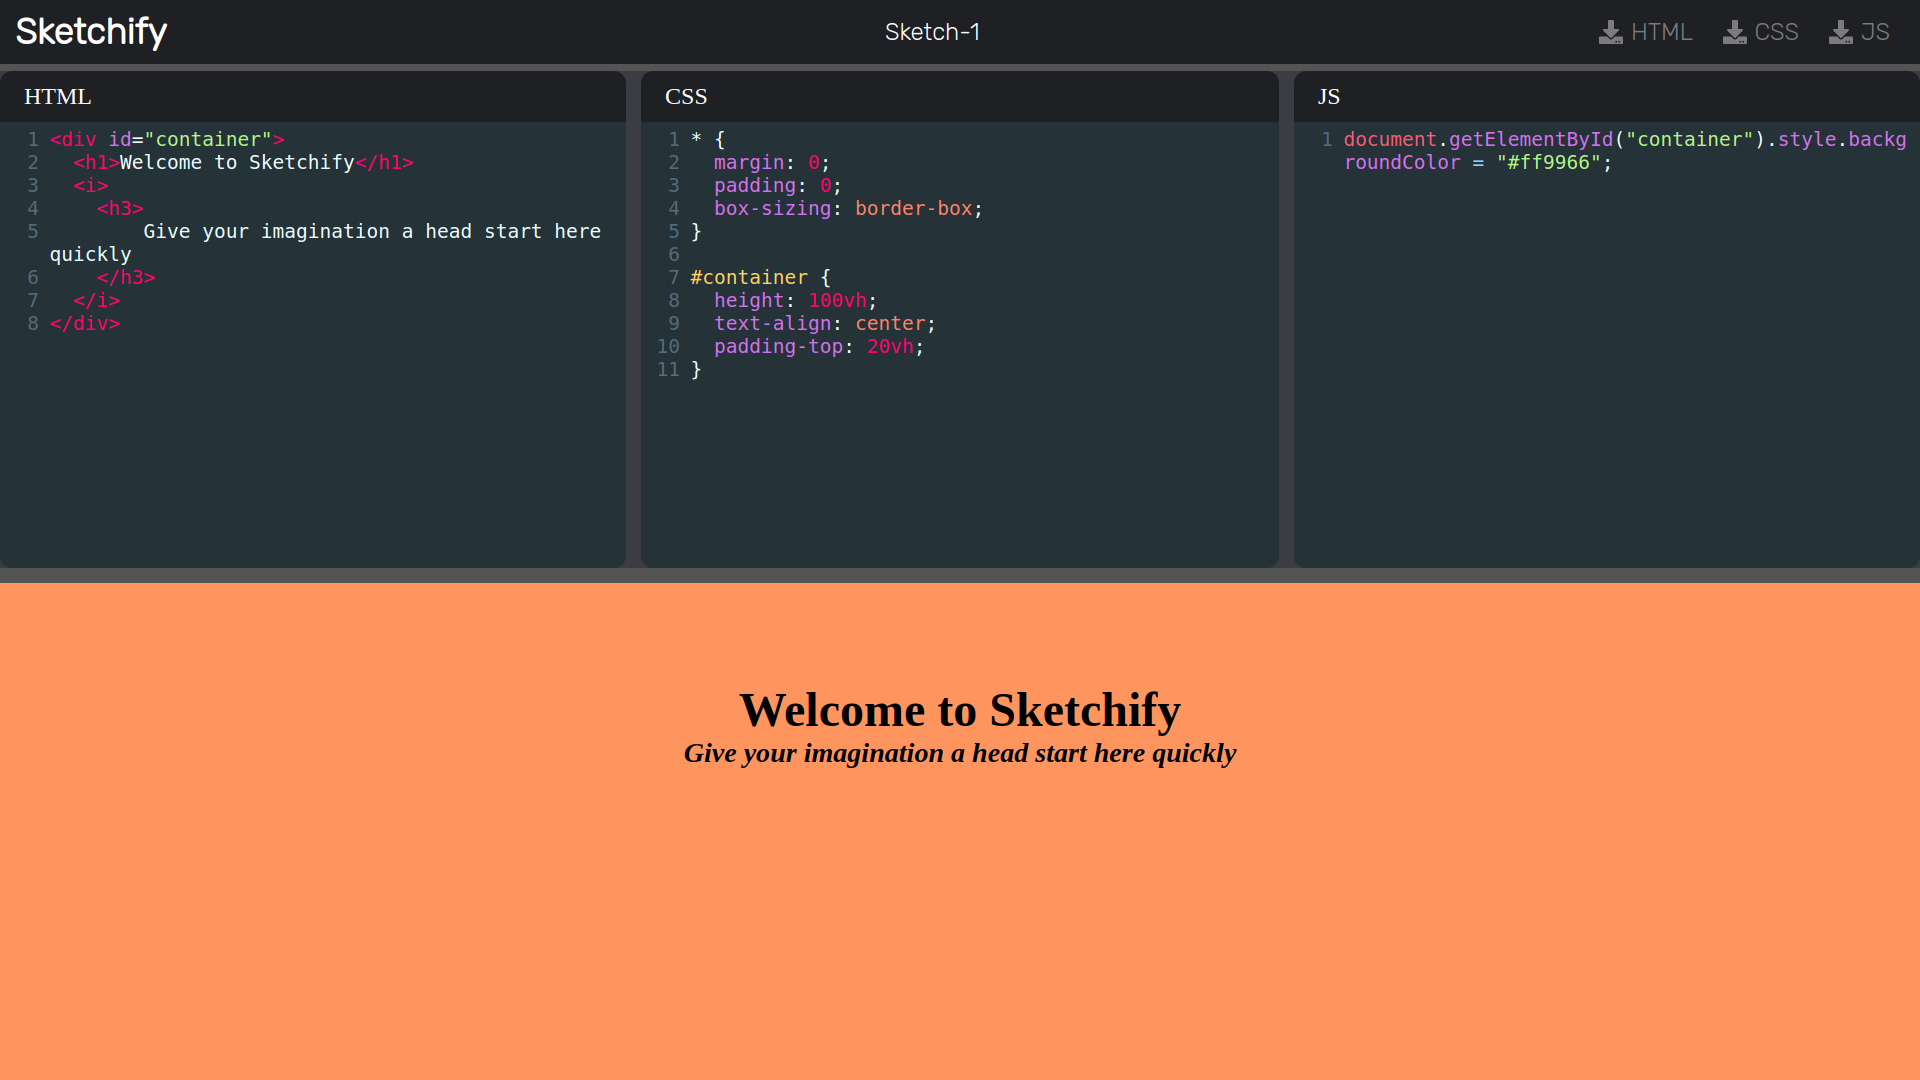 Sketchify
Sketch-1
HTML CSS JS
HTML
1 <div id="container">
2   <h1>Welcome to Sketchify</h1>
3   <i>
4     <h3>
5         Give your imagination a head start here
quickly
6     </h3>
7   </i>
8 </div>
CSS
1 * {
2   margin: 0;
3   padding: 0;
4   box-sizing: border-box;
5 }
6
7 #container {
8   height: 100vh;
9   text-align: center;
10   padding-top: 20vh;
11 }
JS
1 document.getElementById("container").style.backg
roundColor = "#ff9966";
Welcome to Sketchify
Give your imagination a head start here quickly